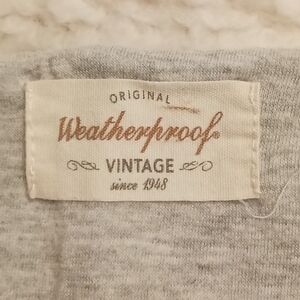 ORIGINAL
Weatherproof®
VINTAGE
since 1948